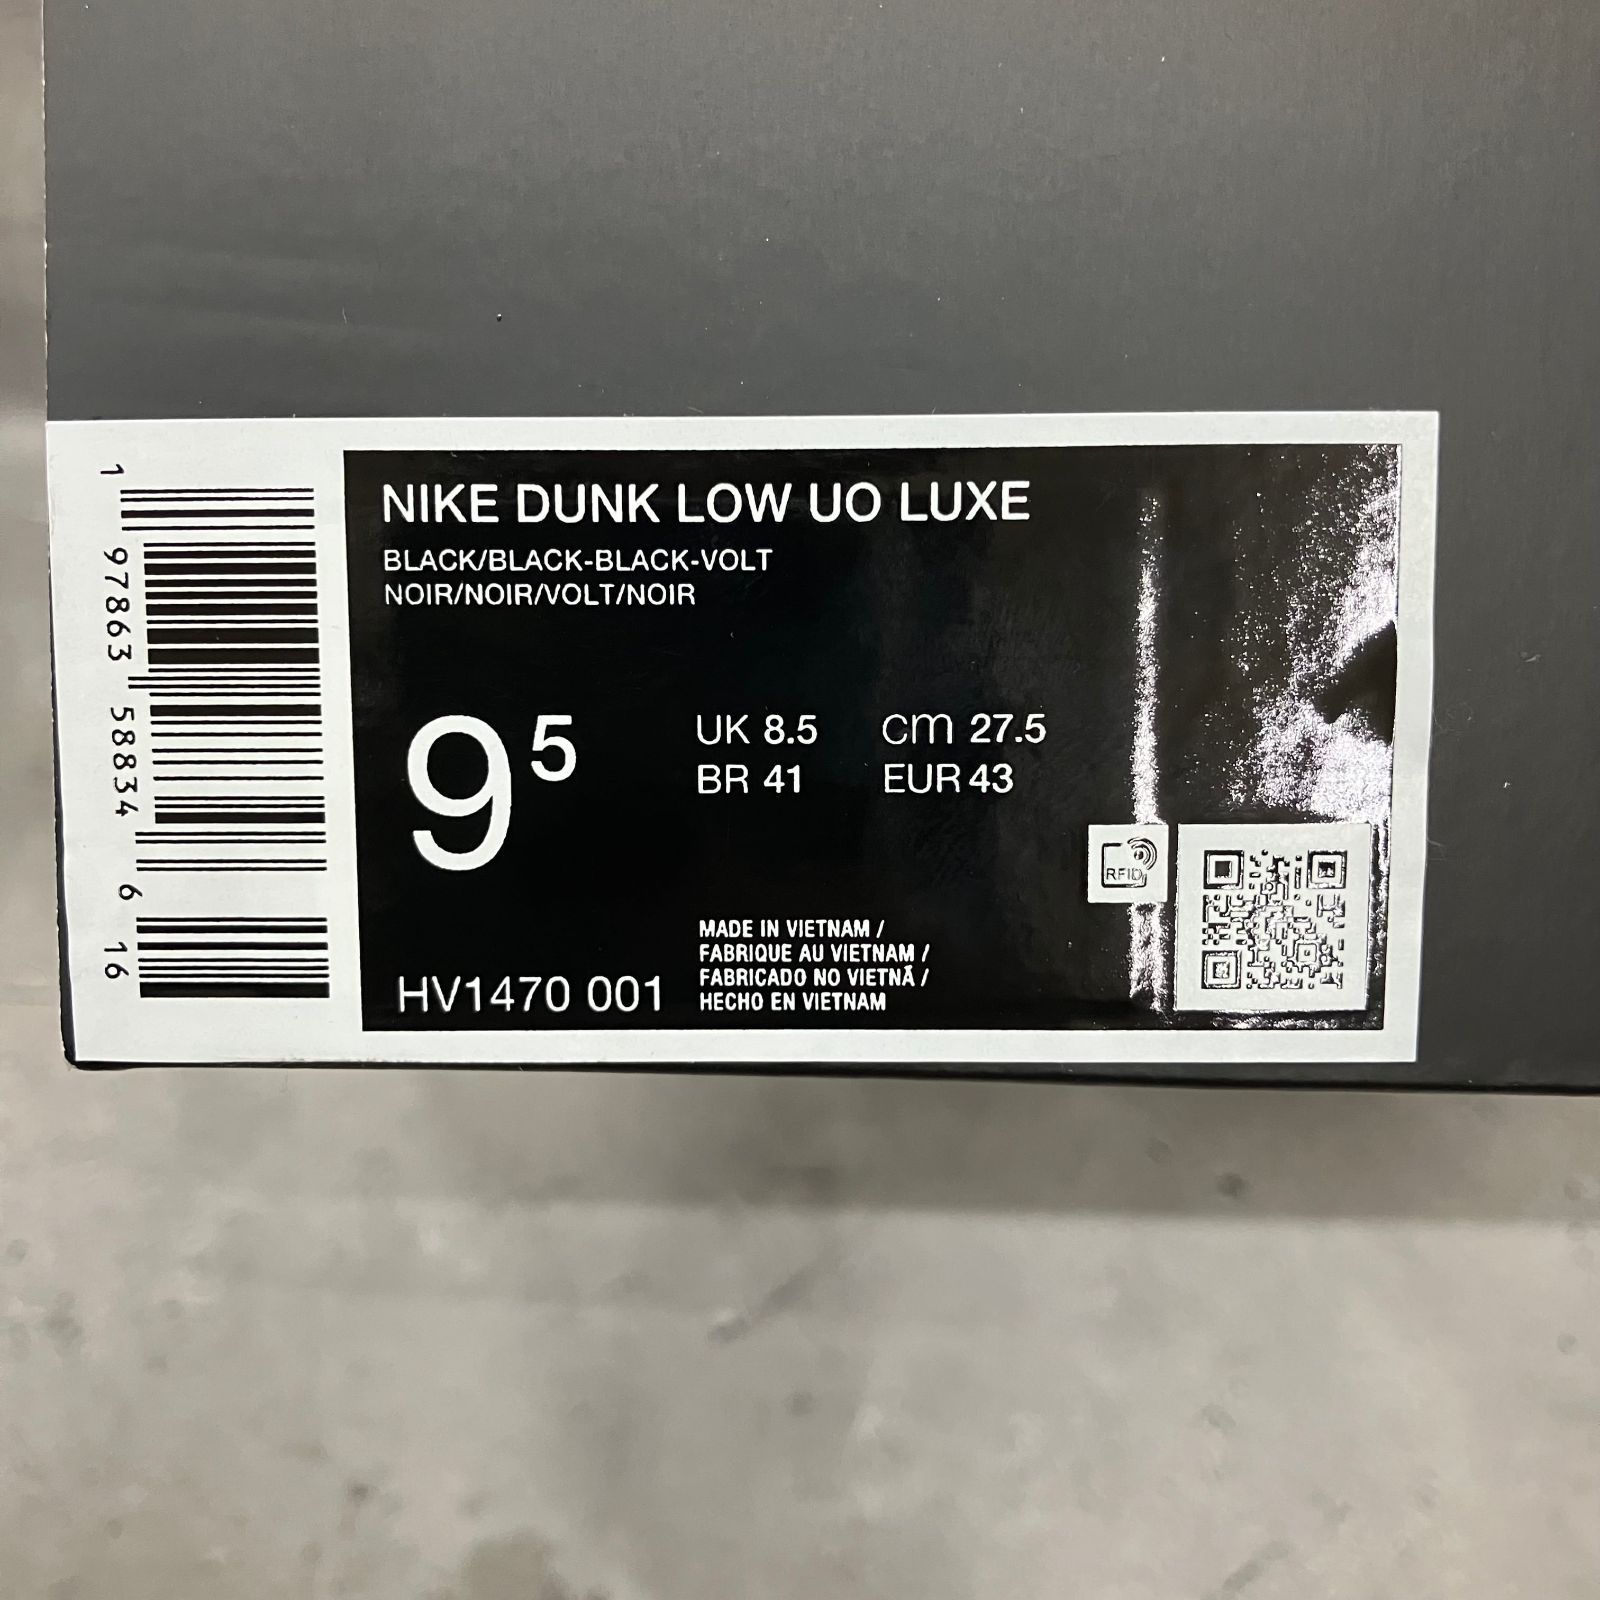 NIKE DUNK LOW UO LUXE
BLACK/BLACK-BLACK-VOLT
NOIR/NOIR/VOLT/NOIR
9 5
UK 8.5 cm 27.5
BR 41 EUR 43
RFID
MADE IN VIETNAM /
FABRIQUE AU VIETNAM /
FABRICADO NO VIETNÃ /
HECHO EN VIETNAM
HV1470 001
1 97863 58834 6 16